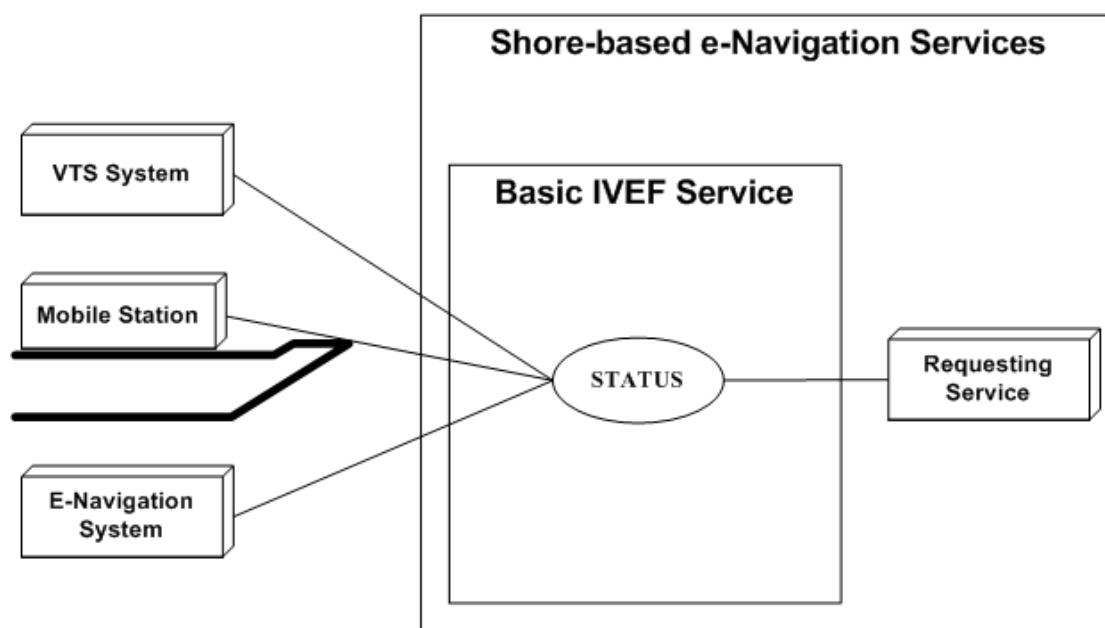 Shore-based e-Navigation Services
VTS System
Basic IVEF Service
Mobile Station
STATUS
Requesting
Service
E-Navigation
System